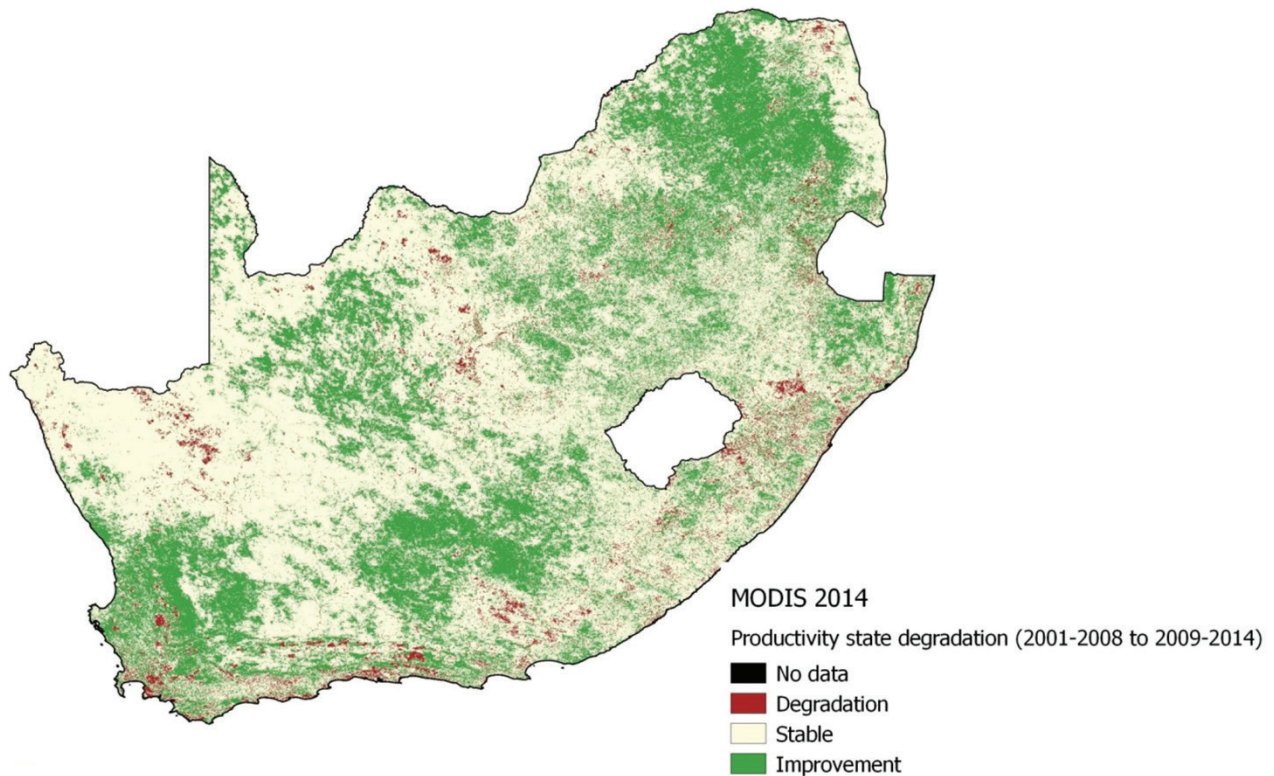 MODIS 2014
Productivity state degradation (2001-2008 to 2009-2014)
No data
Degradation
Stable
Improvement